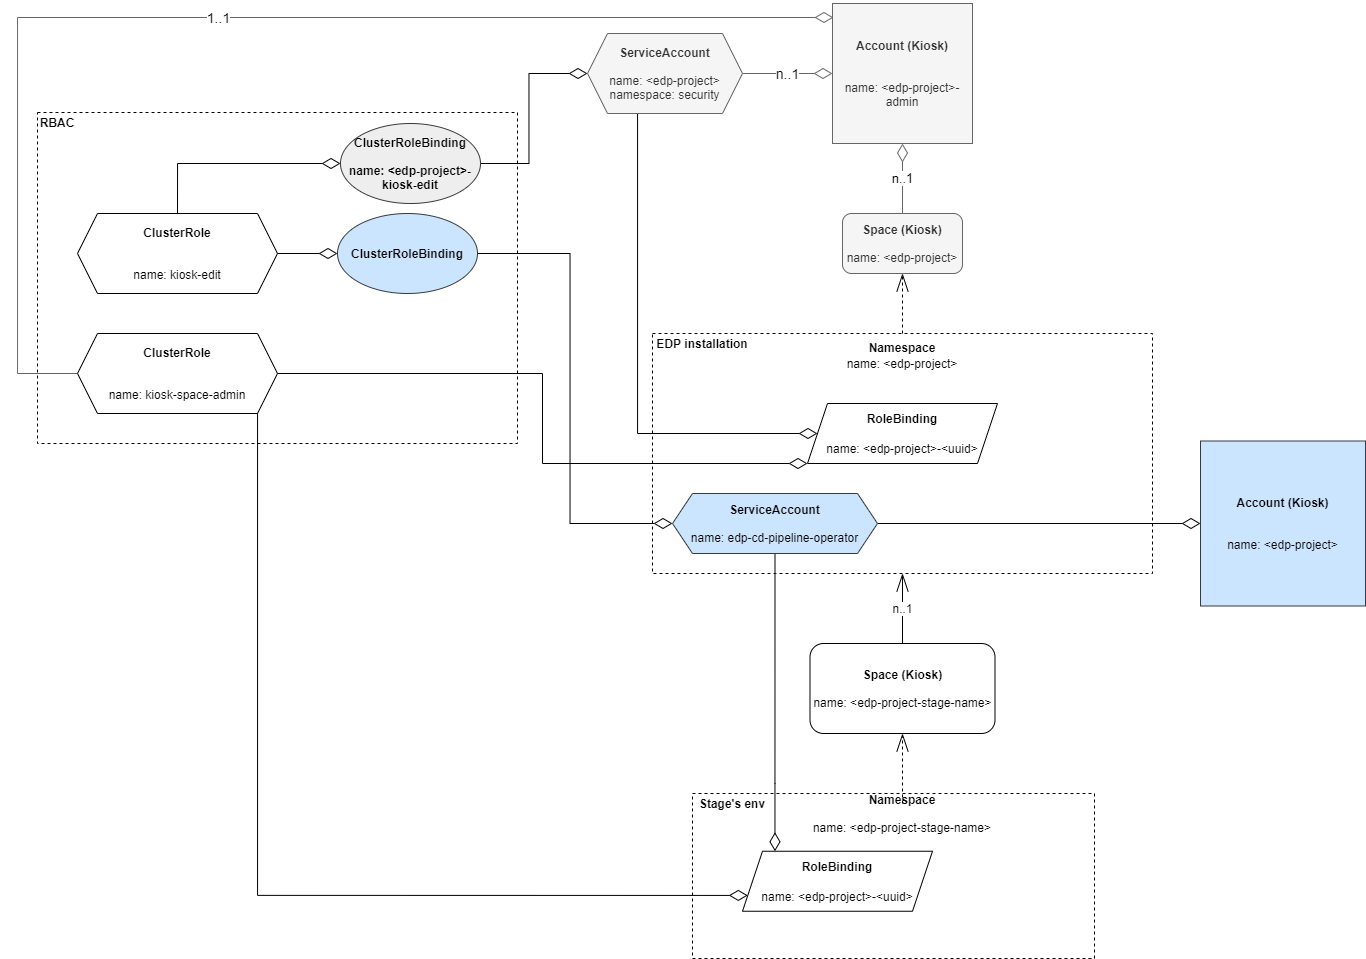 1..1
Account (Kiosk)
name: <edp-project>-
admin
ServiceAccount
name: <edp-project>
namespace: security
n..1
RBAC
ClusterRoleBinding
name: <edp-project>-
kiosk-edit
n..1
ClusterRole
name: kiosk-edit
ClusterRoleBinding
Space (Kiosk)
name: <edp-project>
ClusterRole
name: kiosk-space-admin
EDP installation
Namespace
name: <edp-project>
RoleBinding
name: <edp-project>-<uuid>
ServiceAccount
name: edp-cd-pipeline-operator
Account (Kiosk)
name: <edp-project>
n..1
Space (Kiosk)
name: <edp-project-stage-name>
Stage's env
Namespace
name: <edp-project-stage-name>
RoleBinding
name: <edp-project>-<uuid>